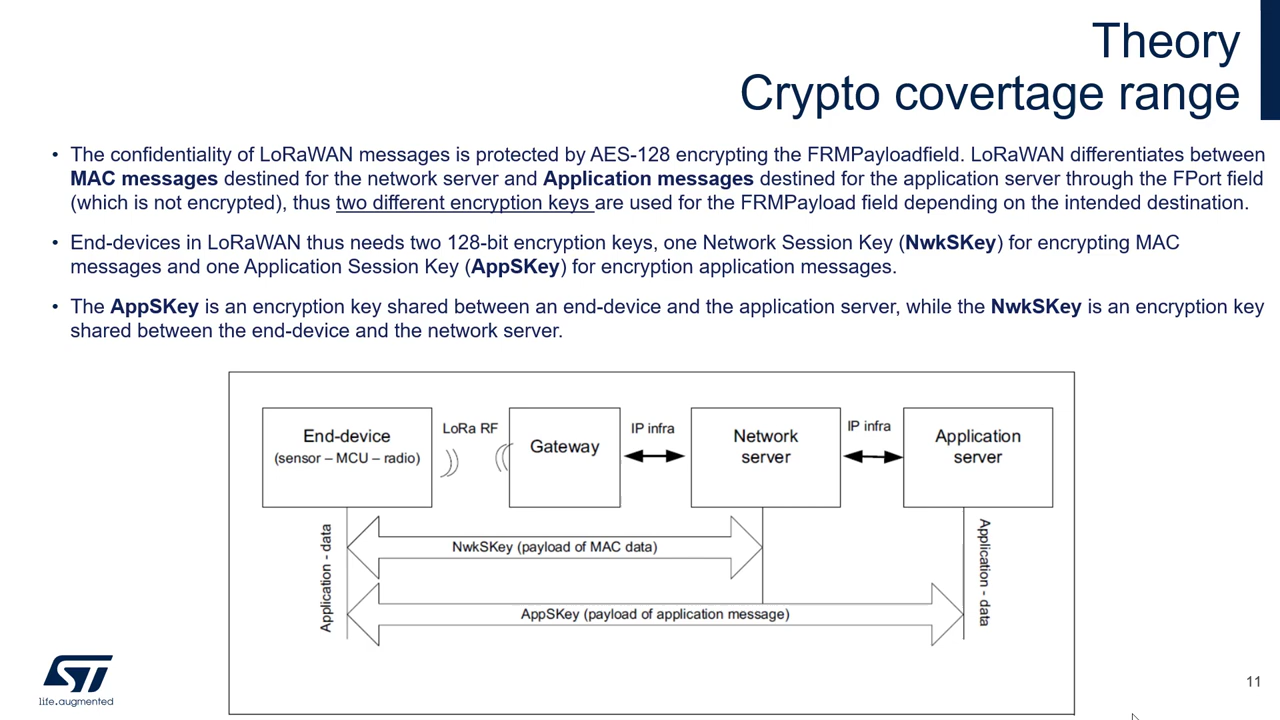 Theory
Crypto covertage range
• The confidentiality of LoRaWAN messages is protected by AES-128 encrypting the FRMPayloadfield. LoRaWAN differentiates between
MAC messages destined for the network server and Application messages destined for the application server through the FPort field
(which is not encrypted), thus two different encryption keys are used for the FRMPayload field depending on the intended destination.
• End-devices in LoRaWAN thus needs two 128-bit encryption keys, one Network Session Key (NwkSKey) for encrypting MAC
messages and one Application Session Key (AppSKey) for encryption application messages.
• The AppSKey is an encryption key shared between an end-device and the application server, while the NwkSKey is an encryption key
shared between the end-device and the network server.
End-device
(sensor – MCU – radio)
LoRa RF
Gateway
IP infra
Network
server
IP infra
Application
server
Application - data
NwkSKey (payload of MAC data)
AppSKey (payload of application message)
Application - data
ST
life.augmented
11